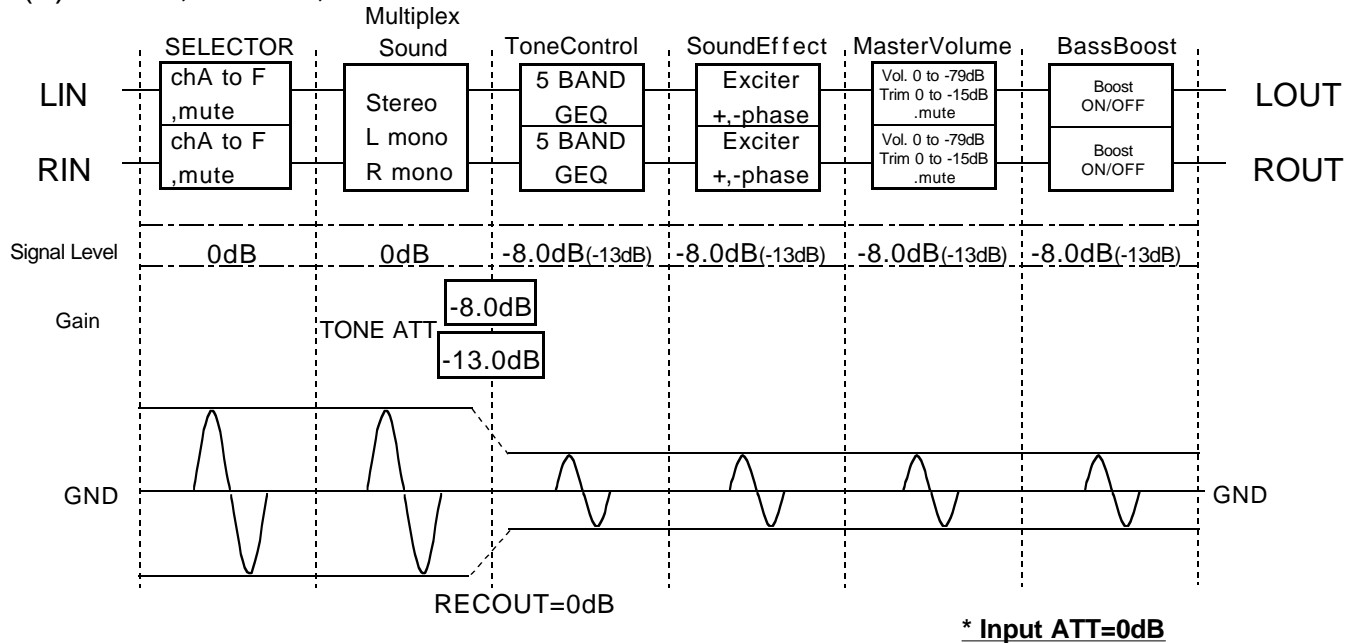 Multiplex
SELECTOR Sound ToneControl SoundEffect MasterVolume BassBoost
LIN
chA to F
,mute
chA to F
,mute
RIN
Stereo
L mono
R mono
5 BAND
GEQ
5 BAND
GEQ
Exciter
+,-phase
Exciter
+,-phase
Vol. 0 to -79dB
Trim 0 to -15dB
.mute
Vol. 0 to -79dB
Trim 0 to -15dB
.mute
Boost
ON/OFF
Boost
ON/OFF
LOUT
ROUT
Signal Level 0dB 0dB -8.0dB(-13dB) -8.0dB(-13dB) -8.0dB(-13dB) -8.0dB(-13dB)
Gain
TONE ATT
-8.0dB
-13.0dB
GND
GND
RECOUT=0dB
* Input ATT=0dB